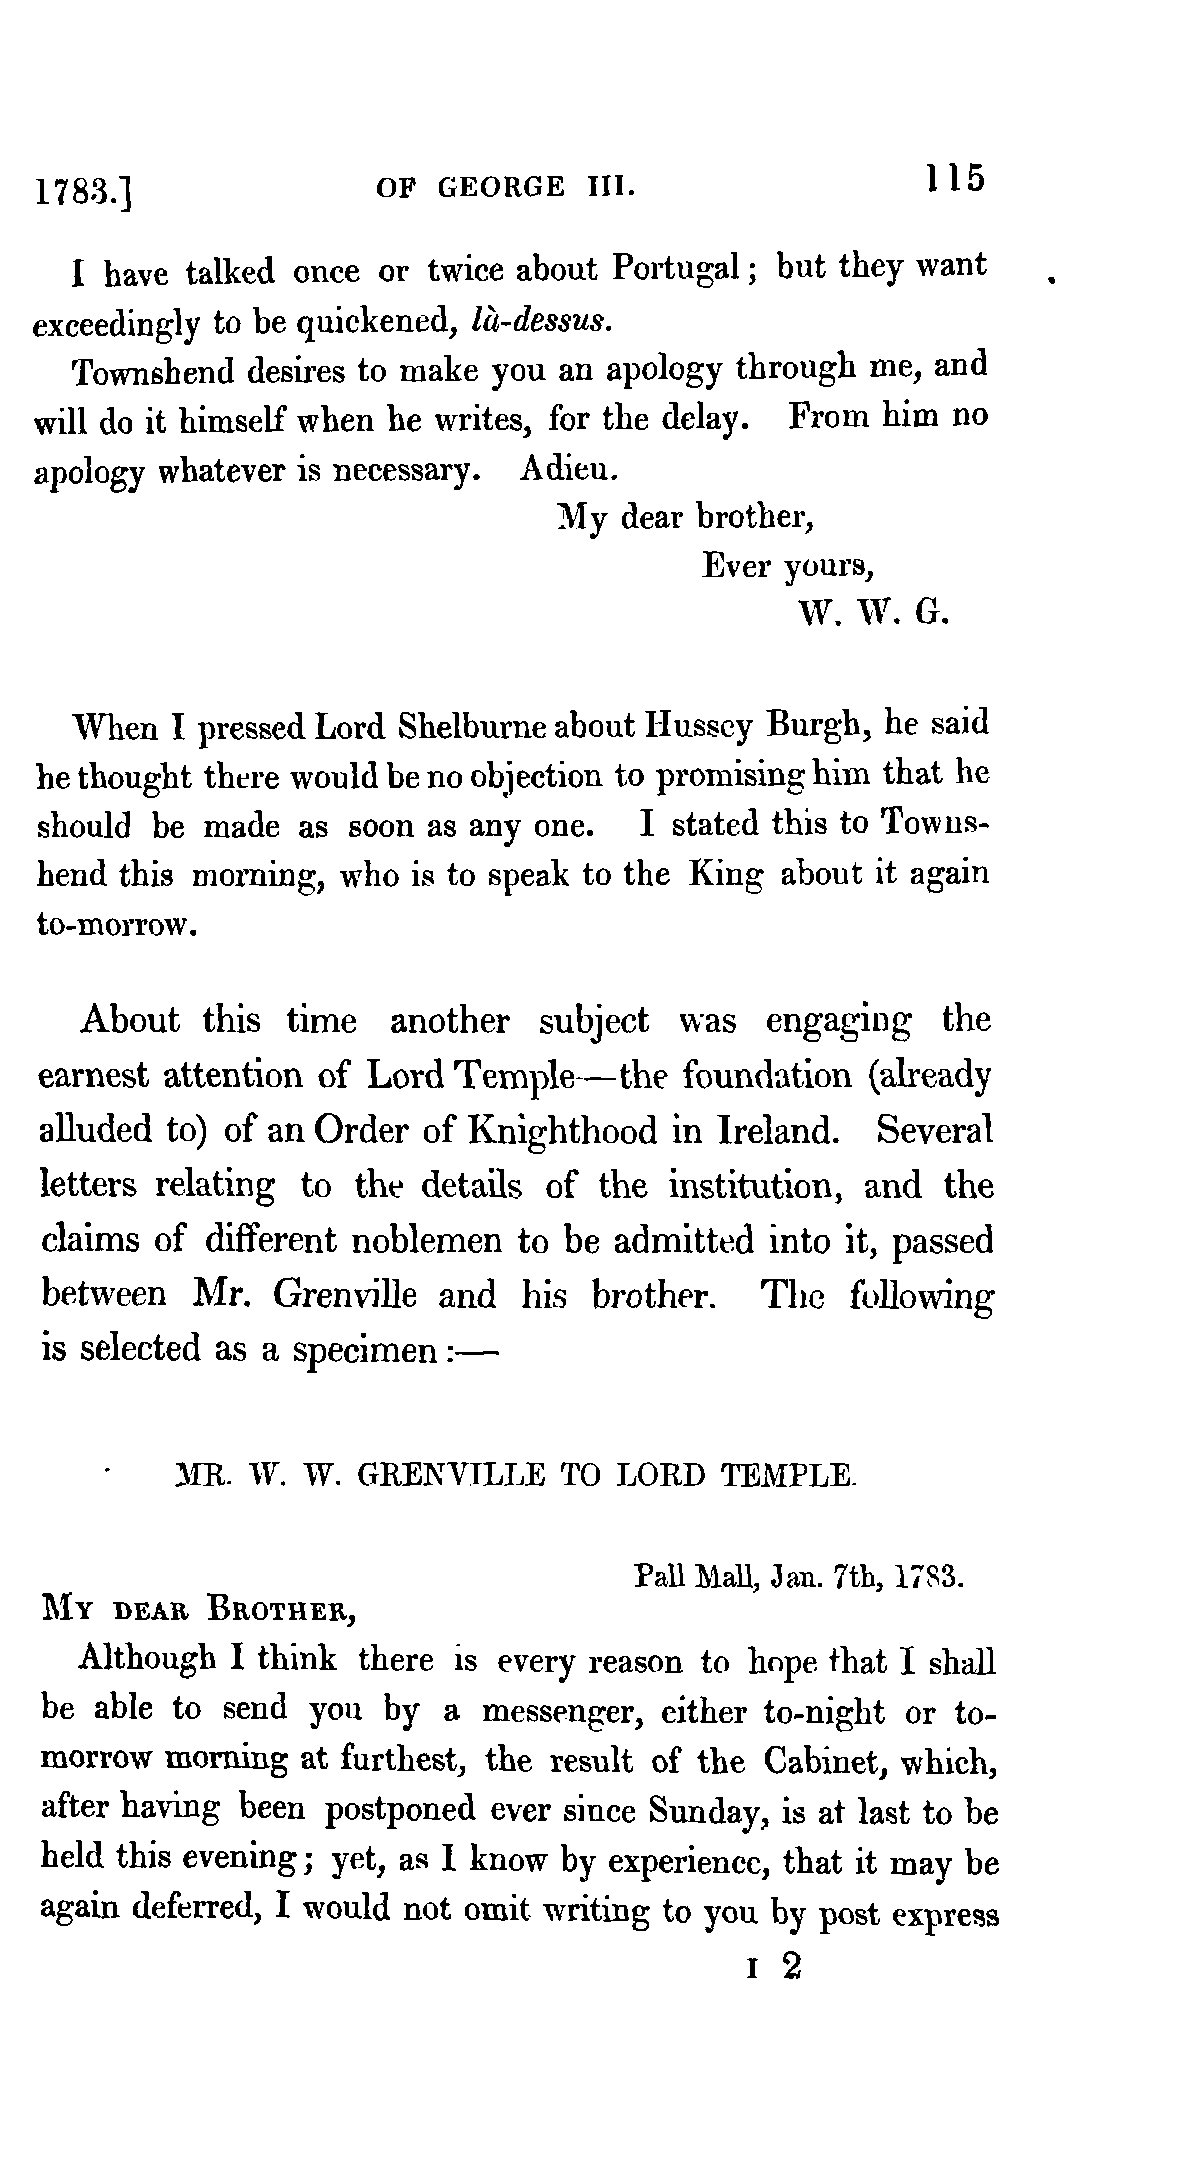 1783.] OF GEORGE III. 115
I have talked once or twice about Portugal; but they want
exceedingly to be quickened, là-dessus.
Townshend desires to make you an apology through me, and
will do it himself when he writes, for the delay. From him no
apology whatever is necessary. Adieu.
My dear brother,
Ever yours,
W. W. G.
When I pressed Lord Shelburne about Hussey Burgh, he said
he thought there would be no objection to promising him that he
should be made as soon as any one. I stated this to Towns-
hend this morning, who is to speak to the King about it again
to-morrow.
About this time another subject was engaging the
earnest attention of Lord Temple—the foundation (already
alluded to) of an Order of Knighthood in Ireland. Several
letters relating to the details of the institution, and the
claims of different noblemen to be admitted into it, passed
between Mr. Grenville and his brother. The following
is selected as a specimen:—
MR. W. W. GRENVILLE TO LORD TEMPLE.
Pall Mall, Jan. 7th, 1783.
MY DEAR BROTHER,
Although I think there is every reason to hope that I shall
be able to send you by a messenger, either to-night or to-
morrow morning at furthest, the result of the Cabinet, which,
after having been postponed ever since Sunday, is at last to be
held this evening; yet, as I know by experience, that it may be
again deferred, I would not omit writing to you by post express
I 2